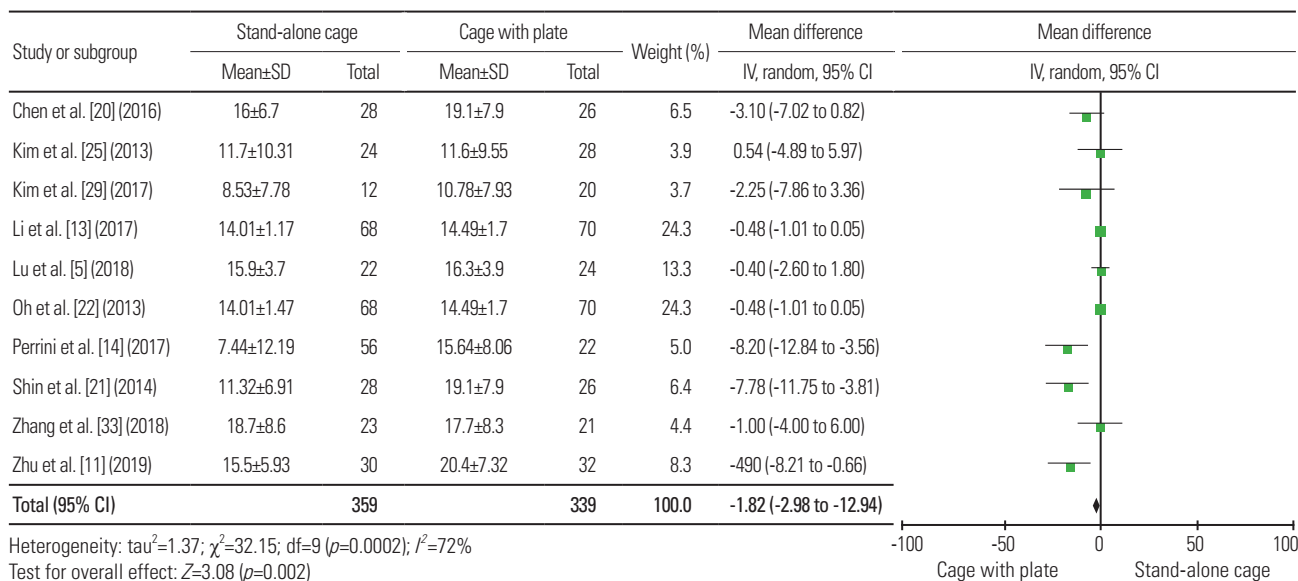 Study or subgroup Stand-alone cage Cage with plate Weight (%) Mean difference Mean difference
Mean±SD Total Mean±SD Total IV, random, 95% CI IV, random, 95% CI
Chen et al. [20] (2016) 16±6.7 28 19.1±7.9 26 6.5 -3.10 (-7.02 to 0.82)
Kim et al. [25] (2013) 11.7±10.31 24 11.6±9.55 28 3.9 0.54 (-4.89 to 5.97)
Kim et al. [29] (2017) 8.53±7.78 12 10.78±7.93 20 3.7 -2.25 (-7.86 to 3.36)
Li et al. [13] (2017) 14.01±1.17 68 14.49±1.7 70 24.3 -0.48 (-1.01 to 0.05)
Lu et al. [5] (2018) 15.9±3.7 22 16.3±3.9 24 13.3 -0.40 (-2.60 to 1.80)
Oh et al. [22] (2013) 14.01±1.47 68 14.49±1.7 70 24.3 -0.48 (-1.01 to 0.05)
Perrini et al. [14] (2017) 7.44±12.19 56 15.64±8.06 22 5.0 -8.20 (-12.84 to -3.56)
Shin et al. [21] (2014) 11.32±6.91 28 19.1±7.9 26 6.4 -7.78 (-11.75 to -3.81)
Zhang et al. [33] (2018) 18.7±8.6 23 17.7±8.3 21 4.4 -1.00 (-4.00 to 6.00)
Zhu et al. [11] (2019) 15.5±5.93 30 20.4±7.32 32 8.3 -490 (-8.21 to -0.66)
Total (95% CI) 359 339 100.0 -1.82 (-2.98 to -12.94)
Heterogeneity: tau²=1.37; χ²=32.15; df=9 (p=0.0002); I²=72%
-100 -50 0 50 100
Test for overall effect: Z=3.08 (p=0.002)
Cage with plate Stand-alone cage